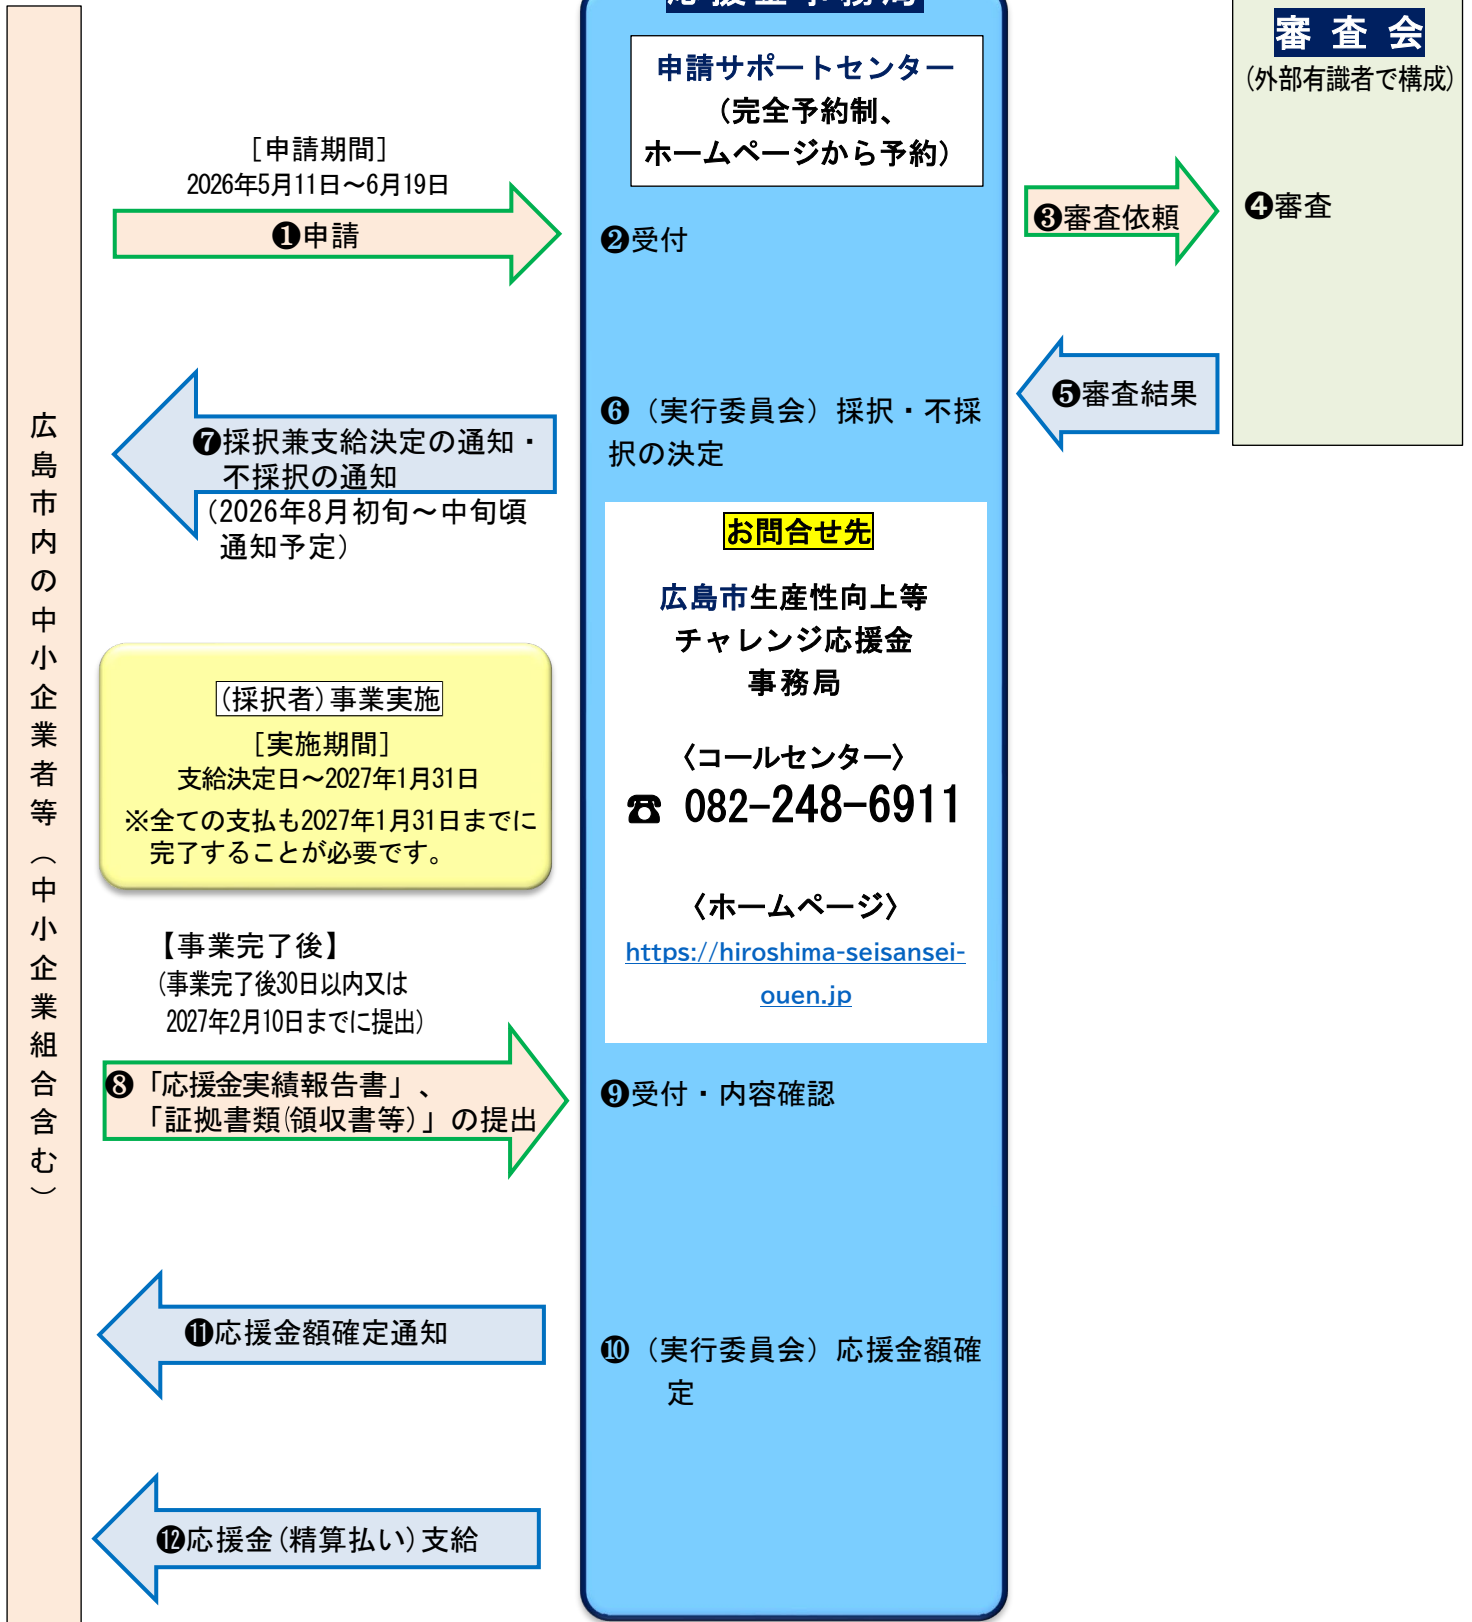 応援金事務局
審査会
(外部有識者で構成)
申請サポートセンター
(完全予約制、
ホームページから予約)
[申請期間]
2026年5月11日~6月19日
❶申請
❷受付
❸審査依頼
❹審査
❺審査結果
❻(実行委員会)採択・不採
択の決定
❼採択兼支給決定の通知・
不採択の通知
(2026年8月初旬~中旬頃
通知予定)
お問合せ先
広島市生産性向上等
チャレンジ応援金
事務局
〈コールセンター〉
☎ 082-248-6911
〈ホームページ〉
https://hiroshima-seisansei-
ouen.jp
(採択者)事業実施
[実施期間]
支給決定日~2027年1月31日
※全ての支払も2027年1月31日までに
完了することが必要です。
【事業完了後】
(事業完了後30日以内又は
2027年2月10日までに提出)
❽「応援金実績報告書」、
「証拠書類(領収書等)」の提出
❾受付・内容確認
❿(実行委員会)応援金額確
定
⓫応援金額確定通知
⓬応援金(精算払い)支給
広島市内の中小企業者等(中小企業組合含む)